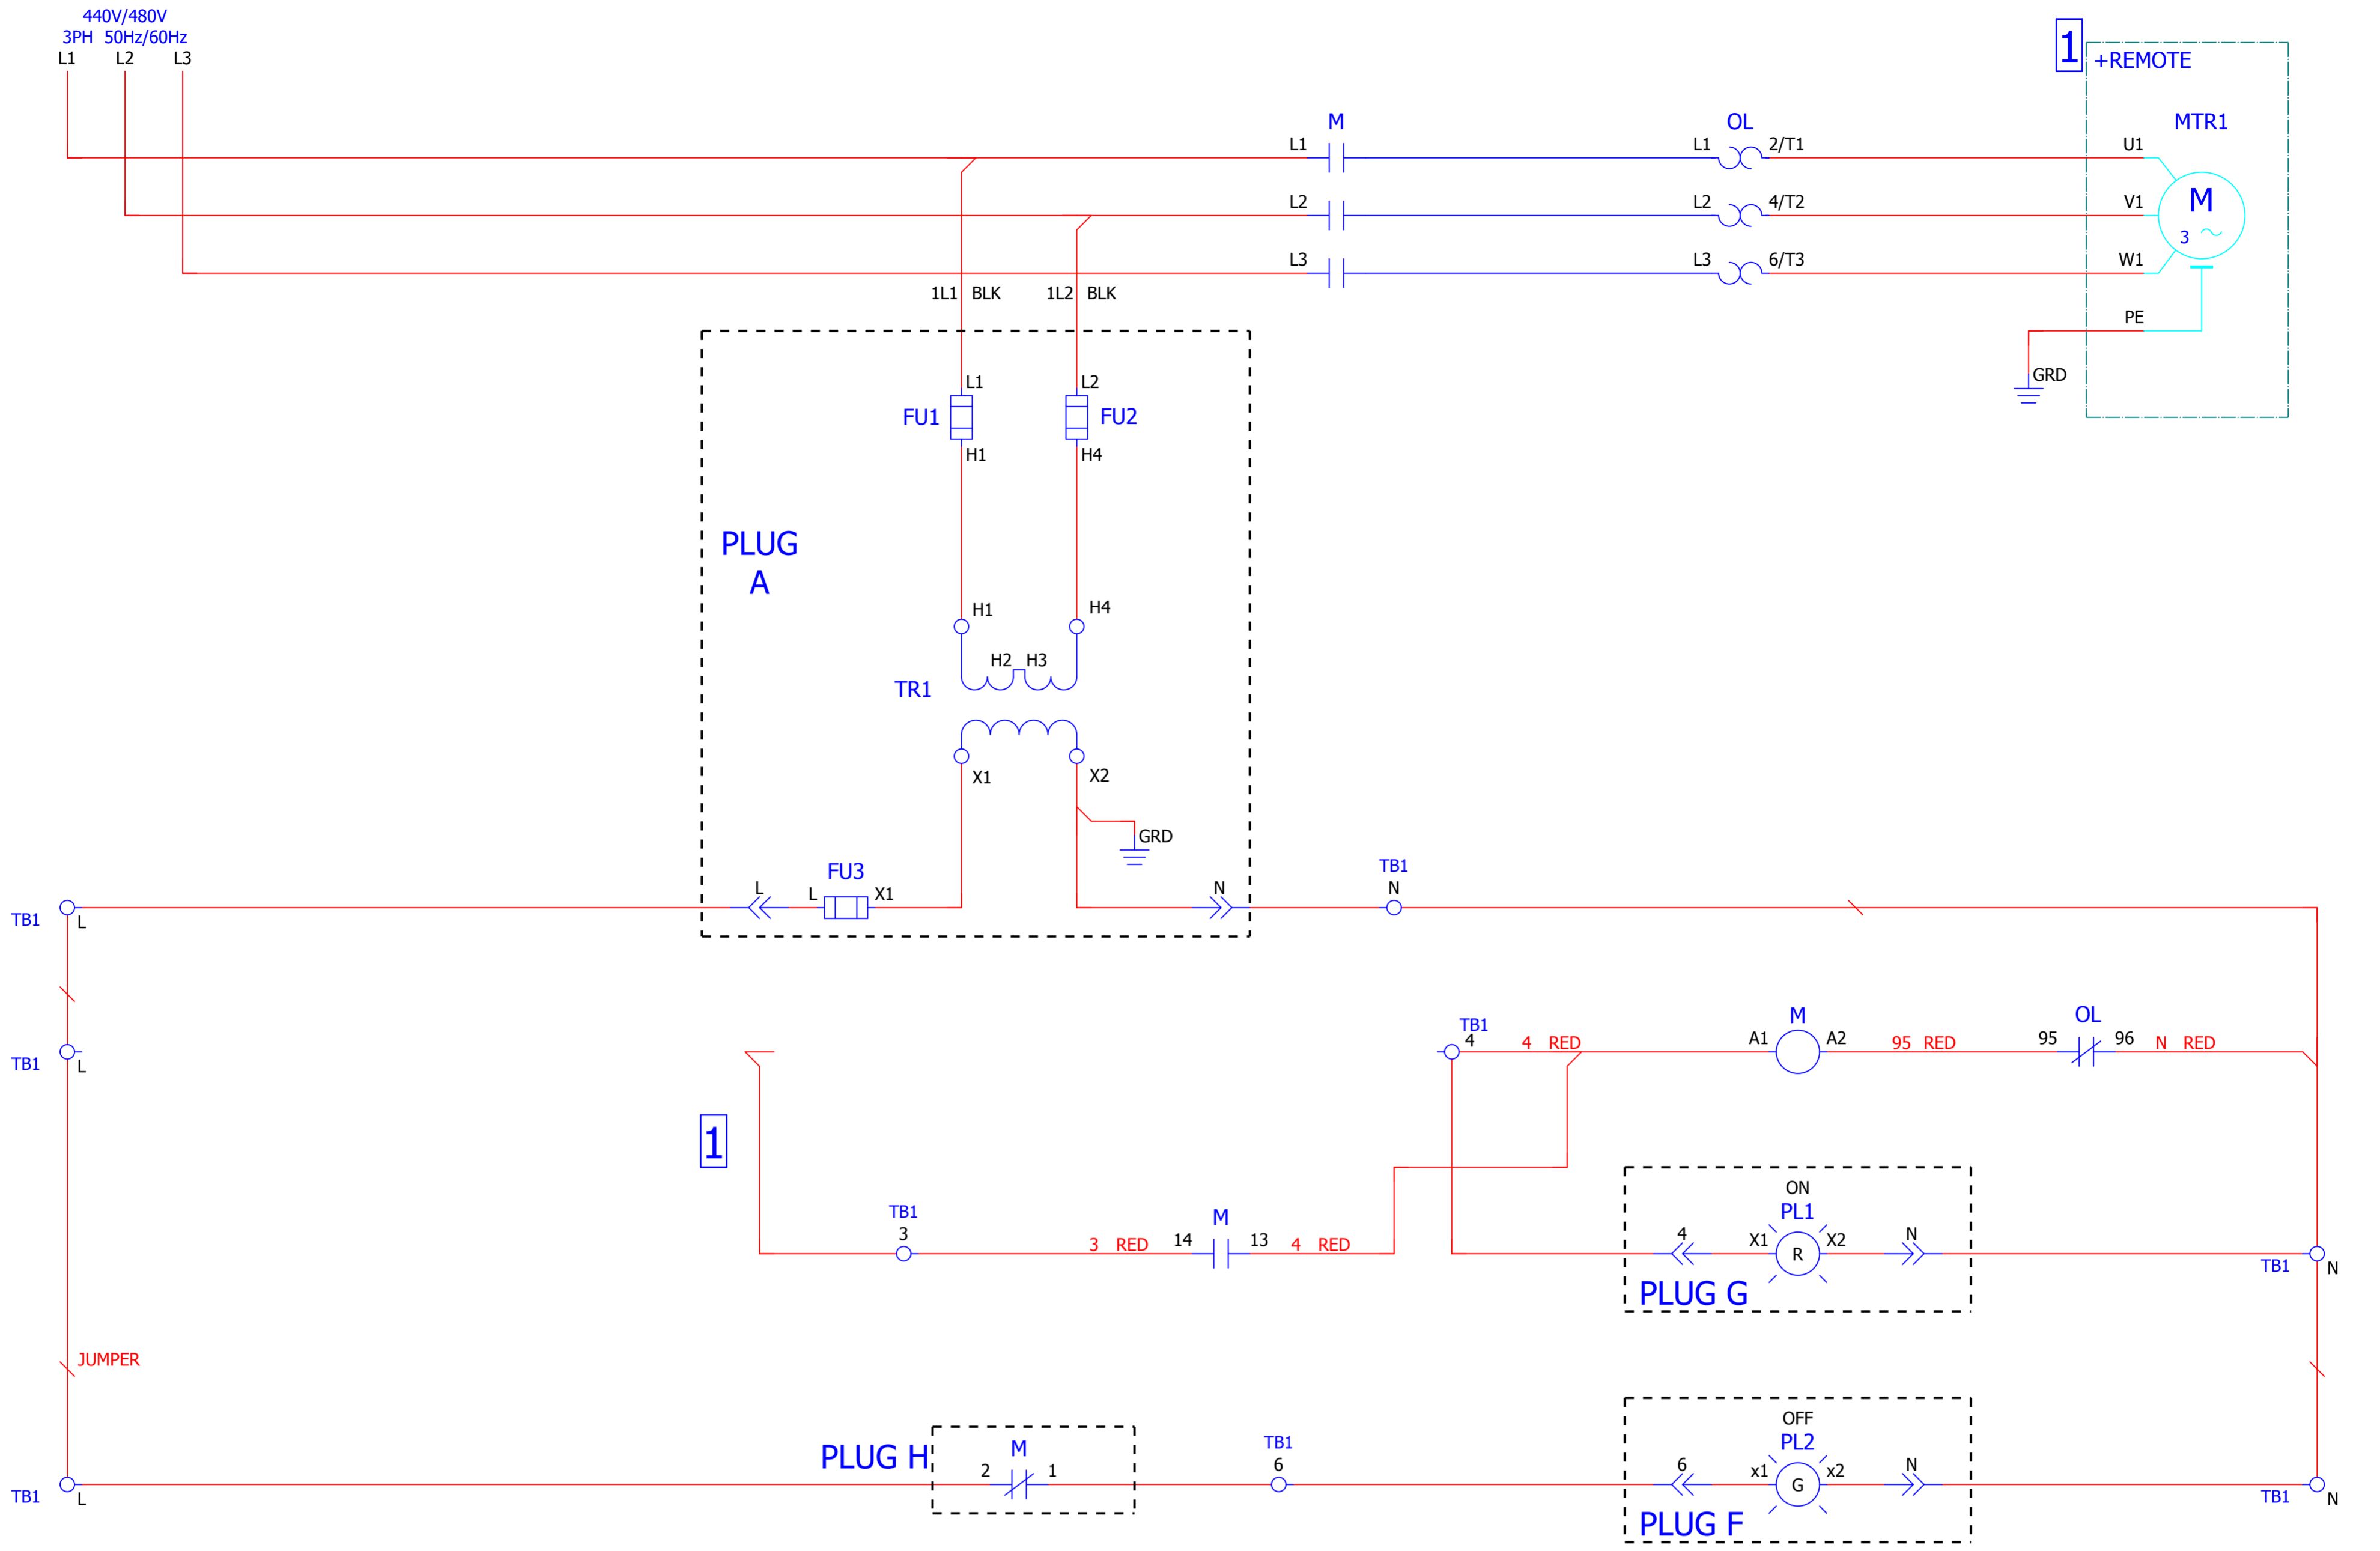 440V/480V
3PH 50Hz/60Hz
L1 L2 L3
1
+REMOTE
M OL MTR1
L1 L1 2/T1 U1
L2 L2 4/T2 V1
M
3
L3 L3 6/T3 W1
1L1 BLK 1L2 BLK
PE
GRD
L1 L2
FU1 FU2
H1 H4
PLUG
A
H1 H4
H2 H3
TR1
X1 X2
GRD
FU3
L L X1 N
TB1
N
TB1 L
TB1 L
TB1
4 4 RED
M
A1 A2 95 RED
OL
95 96 N RED
1
TB1
3
3 RED 14 M 13 4 RED
ON
PL1
4 X1 R X2 N
PLUG G
TB1 N
JUMPER
PLUG H
M
2 1
TB1
6
OFF
PL2
6 x1 G x2 N
PLUG F
TB1 L
TB1 N